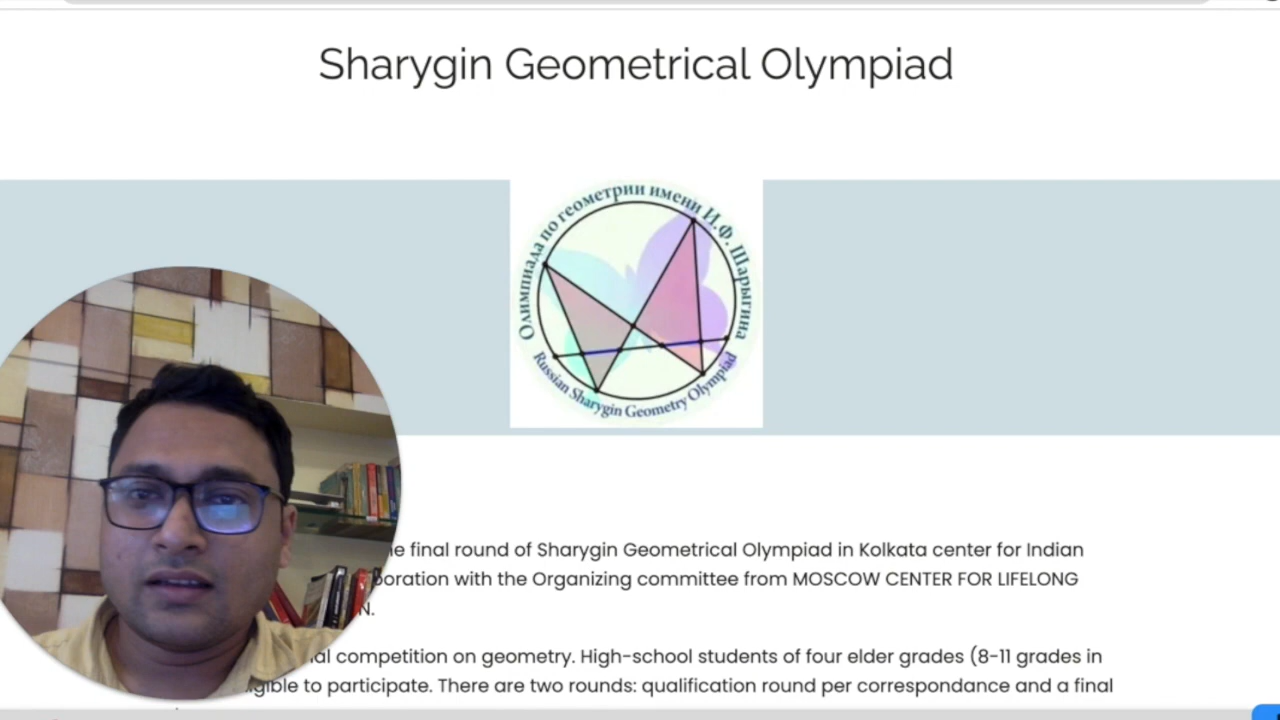 Sharygin Geometrical Olympiad
Олимпиада по геометрии имени И.Ф. Шарыгина
Russian Sharygin Geometry Olympiad
final round of Sharygin Geometrical Olympiad in Kolkata center for Indian
with the Organizing committee from MOSCOW CENTER FOR LIFELONG
competition on geometry. High-school students of four elder grades (8-11 grades in
to participate. There are two rounds: qualification round per correspondance and a final